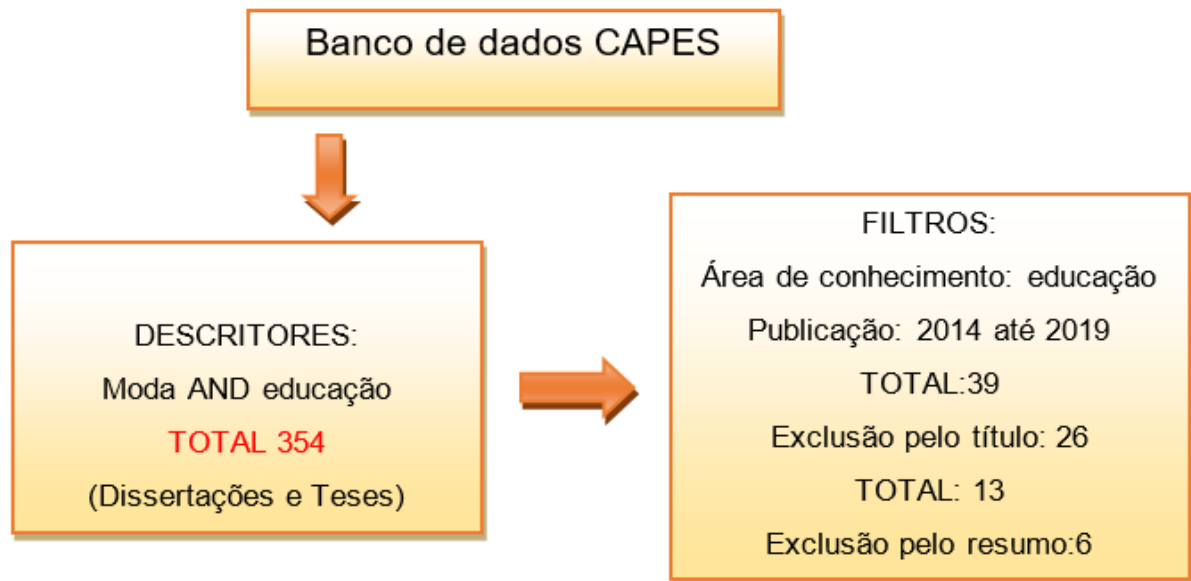 Banco de dados CAPES
DESCRITORES:
Moda AND educação
TOTAL 354
(Dissertações e Teses)
FILTROS:
Área de conhecimento: educação
Publicação: 2014 até 2019
TOTAL:39
Exclusão pelo título: 26
TOTAL: 13
Exclusão pelo resumo:6